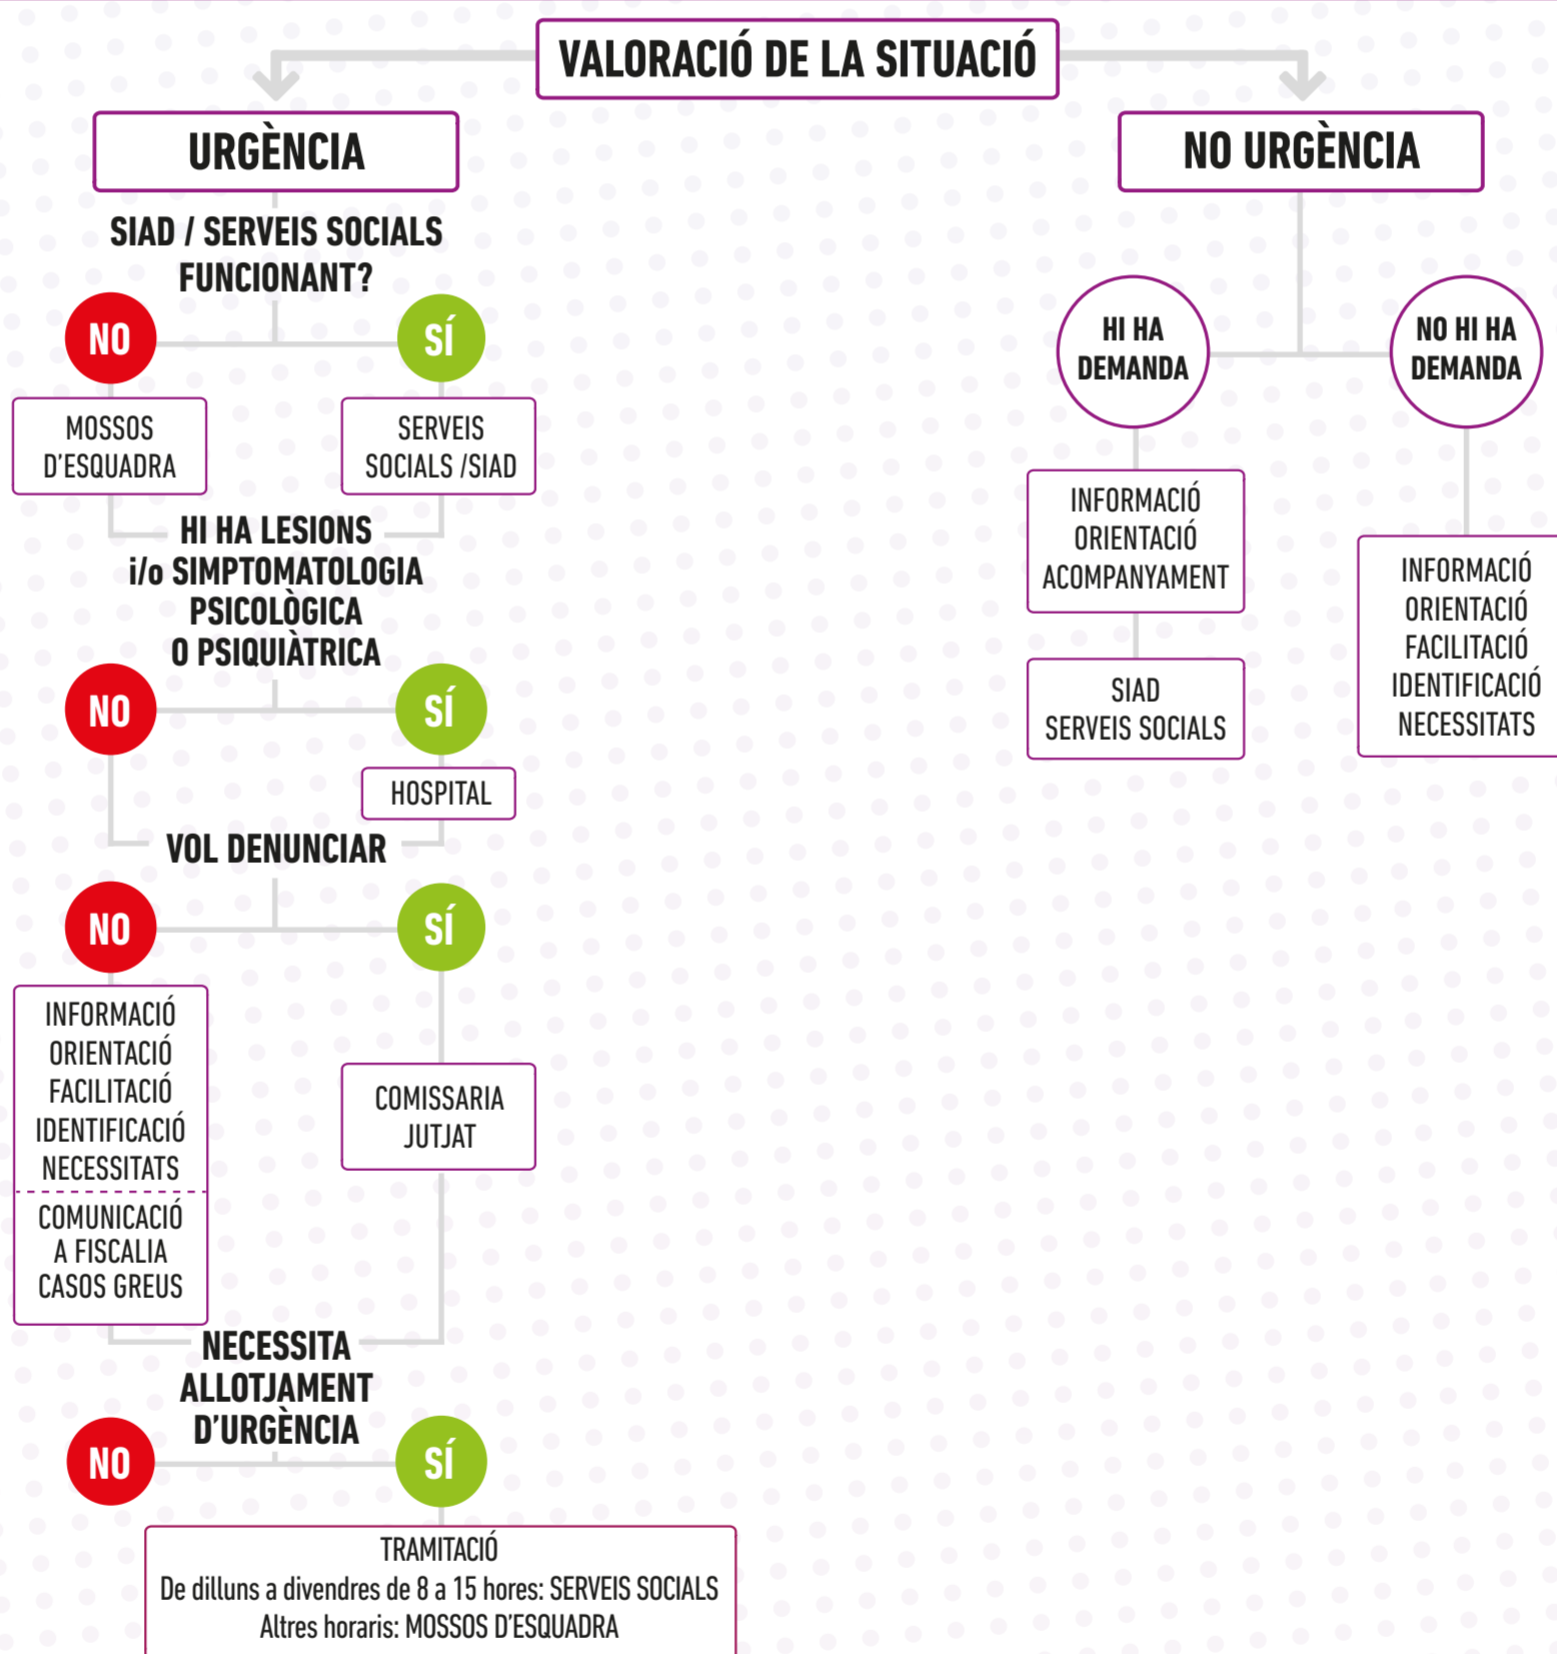 VALORACIÓ DE LA SITUACIÓ
URGÈNCIA
SIAD / SERVEIS SOCIALS
FUNCIONANT?
NO
SÍ
MOSSOS
D'ESQUADRA
SERVEIS
SOCIALS /SIAD
HI HA LESIONS
i/o SIMPTOMATOLOGIA
PSICOLÒGICA
O PSIQUIÀTRICA
NO
SÍ
HOSPITAL
VOL DENUNCIAR
NO
SÍ
INFORMACIÓ
ORIENTACIÓ
FACILITACIÓ
IDENTIFICACIÓ
NECESSITATS
COMUNICACIÓ
A FISCALIA
CASOS GREUS
COMISSARIA
JUTJAT
NECESSITA
ALLOTJAMENT
D'URGÈNCIA
NO
SÍ
TRAMITACIÓ
De dilluns a divendres de 8 a 15 hores: SERVEIS SOCIALS
Altres horaris: MOSSOS D'ESQUADRA
NO URGÈNCIA
HI HA
DEMANDA
INFORMACIÓ
ORIENTACIÓ
ACOMPANYAMENT
SIAD
SERVEIS SOCIALS
NO HI HA
DEMANDA
INFORMACIÓ
ORIENTACIÓ
FACILITACIÓ
IDENTIFICACIÓ
NECESSITATS